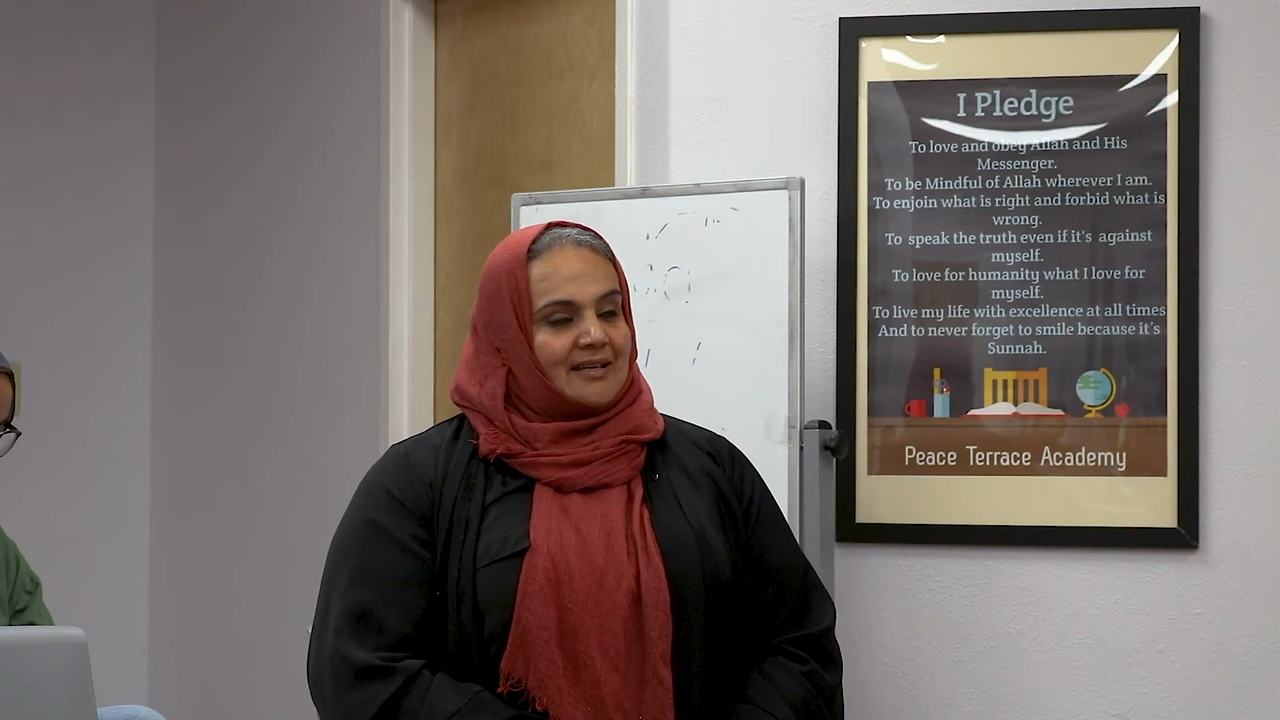 I Pledge
To love and obey Allah and His
Messenger.
To be Mindful of Allah wherever I am.
To enjoin what is right and forbid what is
wrong.
To speak the truth even if it's against
myself.
To love for humanity what I love for
myself.
To live my life with excellence at all times
And to never forget to smile because it's
Sunnah.
Peace Terrace Academy